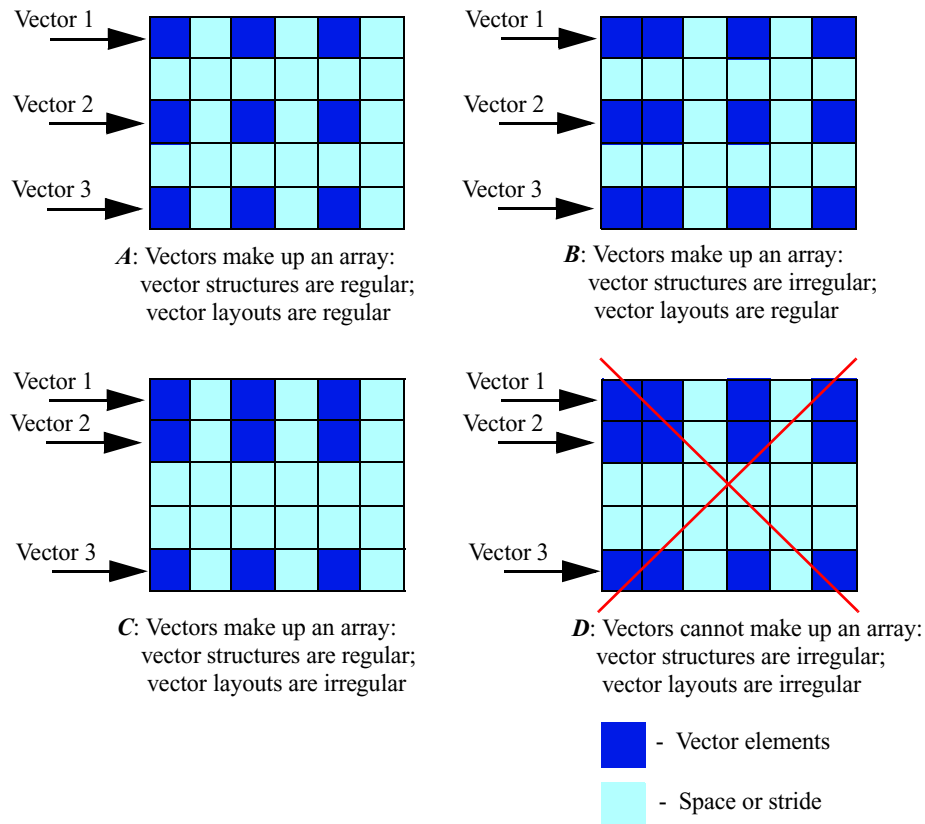 Vector 1
Vector 2
Vector 3
A: Vectors make up an array:
vector structures are regular;
vector layouts are regular
Vector 1
Vector 2
Vector 3
B: Vectors make up an array:
vector structures are irregular;
vector layouts are regular
Vector 1
Vector 2
Vector 3
C: Vectors make up an array:
vector structures are regular;
vector layouts are irregular
Vector 1
Vector 2
Vector 3
D: Vectors cannot make up an array:
vector structures are irregular;
vector layouts are irregular
- Vector elements
- Space or stride